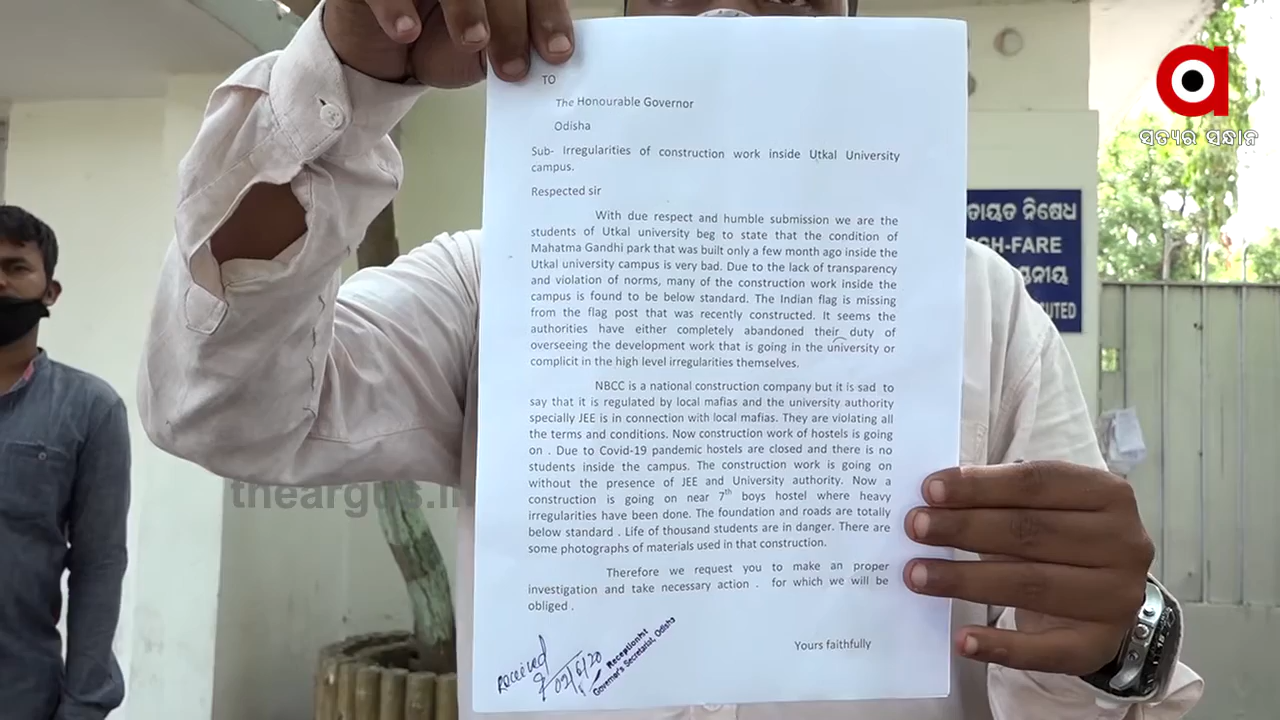 TO
The Honourable Governor
Odisha
Sub- Irregularities of construction work inside Utkal University
campus.
Respected sir
With due respect and humble submission we are the
students of Utkal university beg to state that the condition of
Mahatma Gandhi park that was built only a few month ago inside the
Utkal university campus is very bad. Due to the lack of transparency
and violation of norms, many of the construction work inside the
campus is found to be below standard. The Indian flag is missing
from the flag post that was recently constructed. It seems the
authorities have either completely abandoned their duty of
overseeing the development work that is going in the university or
complicit in the high level irregularities themselves.
NBCC is a national construction company but it is sad to
say that it is regulated by local mafias and the university authority
specially JEE is in connection with local mafias. They are violating all
the terms and conditions. Now construction work of hostels is going
on . Due to Covid-19 pandemic hostels are closed and there is no
students inside the campus. The construction work is going on
without the presence of JEE and University authority. Now a
construction is going on near 7th boys hostel where heavy
irregularities have been done. The foundation and roads are totally
below standard . Life of thousand students are in danger. There are
some photographs of materials used in that construction.
Therefore we request you to make an proper
investigation and take necessary action . for which we will be
obliged .
Yours faithfully
Received
09/6/20
Receptionist
Governor's Secretariat, Odisha
ସତ୍ୟର ସନ୍ଧାନ
ତାୟତ ନିଷେଧ
GH-FARE
ଡନୀୟ
UTED
theargus.in